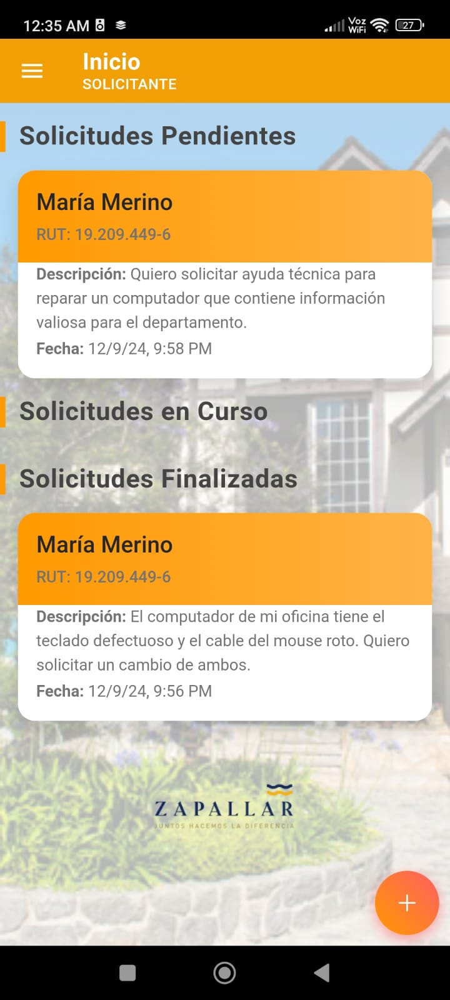 12:35 AM
Voz
WiFi
27
Inicio
SOLICITANTE
Solicitudes Pendientes
María Merino
RUT: 19.209.449-6
Descripción: Quiero solicitar ayuda técnica para
reparar un computador que contiene información
valiosa para el departamento.
Fecha: 12/9/24, 9:58 PM
Solicitudes en Curso
Solicitudes Finalizadas
María Merino
RUT: 19.209.449-6
Descripción: El computador de mi oficina tiene el
teclado defectuoso y el cable del mouse roto. Quiero
solicitar un cambio de ambos.
Fecha: 12/9/24, 9:56 PM
ZAPALLAR
JUNTOS HACEMOS LA DIFERENCIA